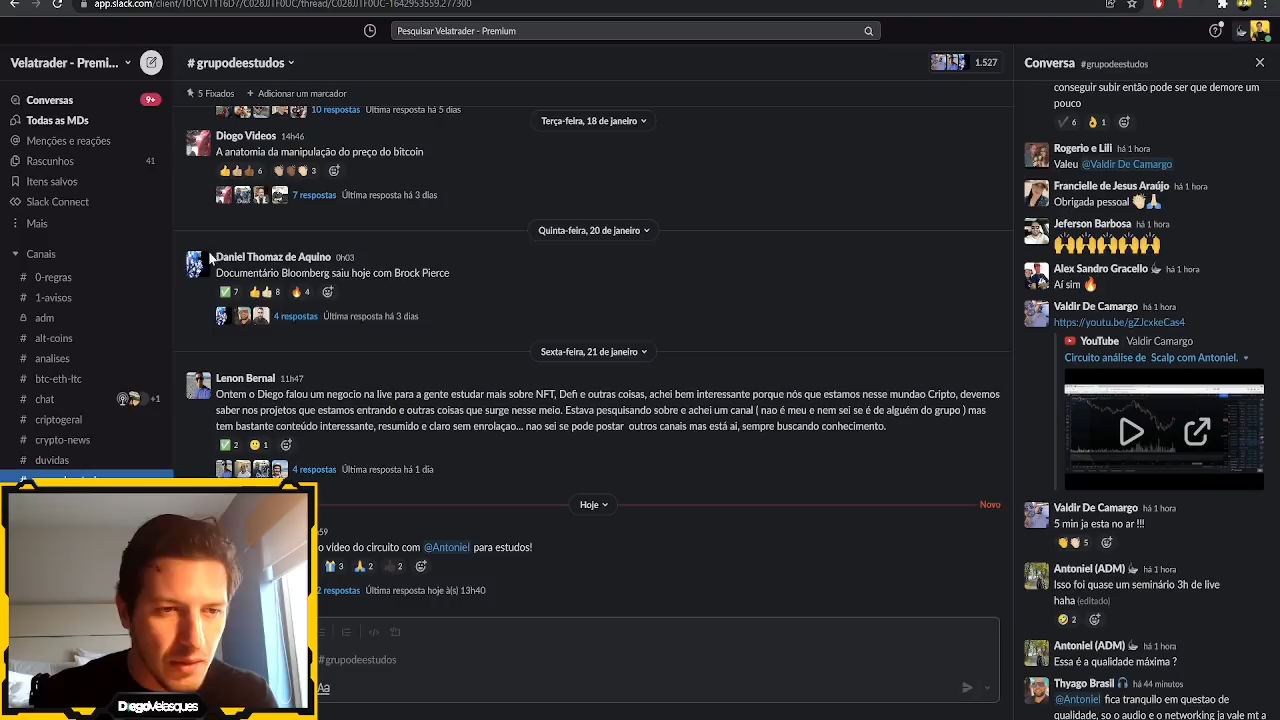 app.slack.com/client/T01CVT116D7/C028JTF0UC/thread/C028JTF0UC-1642953559.277300
Pesquisar Velatrader - Premium
Velatrader - Premi...
Conversas
9+
Todas as MDs
Menções e reações
Rascunhos
41
Itens salvos
Slack Connect
Mais
Canais
# 0-regras
# 1-avisos
adm
# alt-coins
# analises
# btc-eth-ltc
# chat
+1
# criptogeral
# crypto-news
# duvidas
# grupodeestudos
1.527
5 Fixados
+ Adicionar um marcador
10 respostas Última resposta há 5 dias
Terça-feira, 18 de janeiro
Diogo Videos 14h46
A anatomia da manipulação do preço do bitcoin
6
3
7 respostas Última resposta há 3 dias
Quinta-feira, 20 de janeiro
Daniel Thomaz de Aquino 0h03
Documentário Bloomberg saiu hoje com Brock Pierce
7
8
4
4 respostas Última resposta há 3 dias
Sexta-feira, 21 de janeiro
Lenon Bernal 11h47
Ontem o Diego falou um negocio na live para a gente estudar mais sobre NFT, Defi e outras coisas, achei bem interessante porque nós que estamos nesse mundao Cripto, devemos
saber nos projetos que estamos entrando e outras coisas que surge nesse meio. Estava pesquisando sobre e achei um canal ( nao é meu e nem sei se é de alguém do grupo ) mas
tem bastante conteúdo interessante, resumido e claro sem enrolaçao... nao sei se pode postar outros canais mas está ai, sempre buscando conhecimento.
2
1
4 respostas Última resposta há 1 dia
Hoje
Novo
59
o vídeo do circuito com @Antoniel para estudos!
3
2
2
2 respostas Última resposta hoje à(s) 13h40
#grupodeestudos
Aa
DiegoVelasques
Conversa #grupodeestudos
conseguir subir então pode ser que demore um
pouco
6
1
Rogerio e Lili há 1 hora
Valeu @Valdir De Camargo
Francielle de Jesus Araújo há 1 hora
Obrigada pessoal
Jeferson Barbosa há 1 hora
Alex Sandro Gracello há 1 hora
Aí sim
Valdir De Camargo há 1 hora
https://youtu.be/gZJcxkeCas4
YouTube Valdir Camargo
Circuito análise de Scalp com Antoniel.
Valdir De Camargo há 1 hora
5 min ja esta no ar !!!
5
Antoniel (ADM) há 1 hora
Isso foi quase um seminário 3h de live
haha (editado)
2
Antoniel (ADM) há 1 hora
Essa é a qualidade máxima ?
Thyago Brasil há 44 minutos
@Antoniel fica tranquilo em questao de
qualidade, so o audio e o networking ja vale mt a